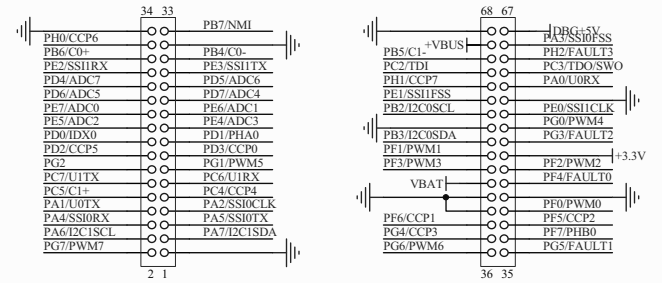 34 33
PB7/NMI
PH0/CCP6
PB6/C0+ PB4/C0-
PE2/SSI1RX PE3/SSI1TX
PD4/ADC7 PD5/ADC6
PD6/ADC5 PD7/ADC4
PE7/ADC0 PE6/ADC1
PE5/ADC2 PE4/ADC3
PD0/IDX0 PD1/PHA0
PD2/CCP5 PD3/CCP0
PG2 PG1/PWM5
PC7/U1TX PC6/U1RX
PC5/C1+ PC4/CCP4
PA1/U0TX PA2/SSI0CLK
PA4/SSI0RX PA5/SSI0TX
PA6/I2C1SCL PA7/I2C1SDA
PG7/PWM7
2 1
68 67
DBG+5V
+VBUS PA3/SSI0FSS
PB5/C1- PH2/FAULT3
PC2/TDI PC3/TDO/SWO
PH1/CCP7 PA0/U0RX
PE1/SSI1FSS
PB2/I2C0SCL PE0/SSI1CLK
PG0/PWM4
PB3/I2C0SDA PG3/FAULT2
PF1/PWM1 +3.3V
PF3/PWM3 PF2/PWM2
VBAT PF4/FAULT0
PF0/PWM0
PF6/CCP1 PF5/CCP2
PG4/CCP3 PF7/PHB0
PG6/PWM6 PG5/FAULT1
36 35